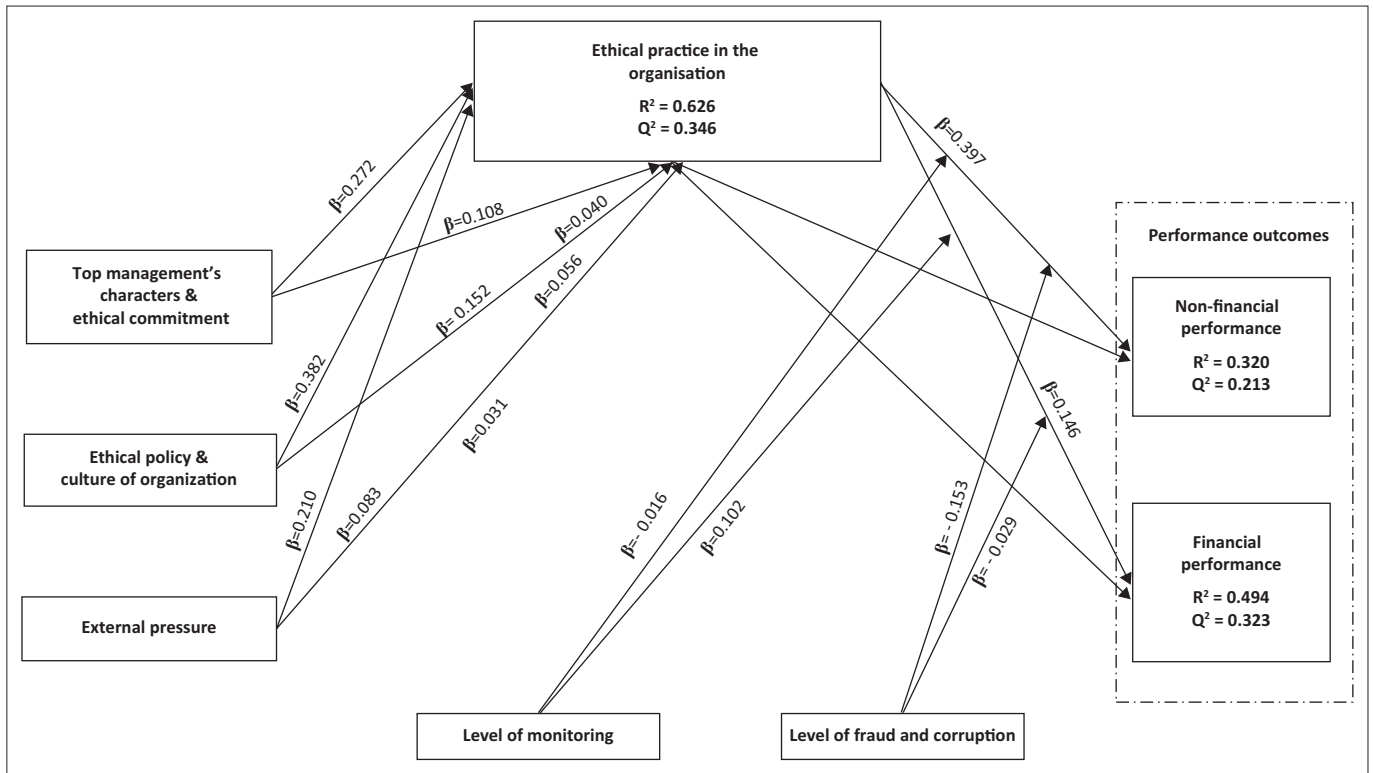 Ethical practice in the
organisation
R² = 0.626
Q² = 0.346
β=0.272
β=0.108
β=0.040
β=0.056
β= 0.152
β=0.382
β=0.031
β=0.210
β=0.083
Top management's
characters &
ethical commitment
Ethical policy &
culture of organization
External pressure
β=0.397
β=0.146
β=- 0.016
β=0.102
β= - 0.153
β= - 0.029
Performance outcomes
Non-financial
performance
R² = 0.320
Q² = 0.213
Financial
performance
R² = 0.494
Q² = 0.323
Level of monitoring
Level of fraud and corruption